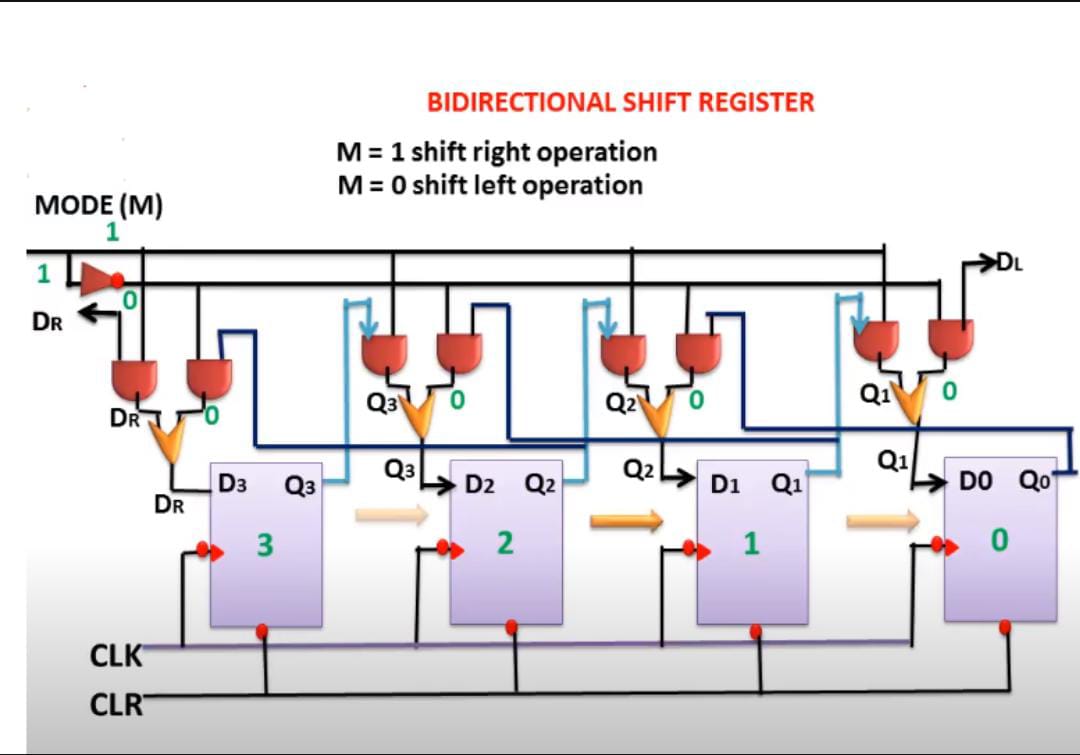 BIDIRECTIONAL SHIFT REGISTER
M = 1 shift right operation
M = 0 shift left operation
MODE (M)
1
1
0
DR
DL
DR
0
Q3
0
Q2
0
Q1
0
DR
Q3
Q2
Q1
D3 Q3
D2 Q2
D1 Q1
D0 Q0
3
2
1
0
CLK
CLR